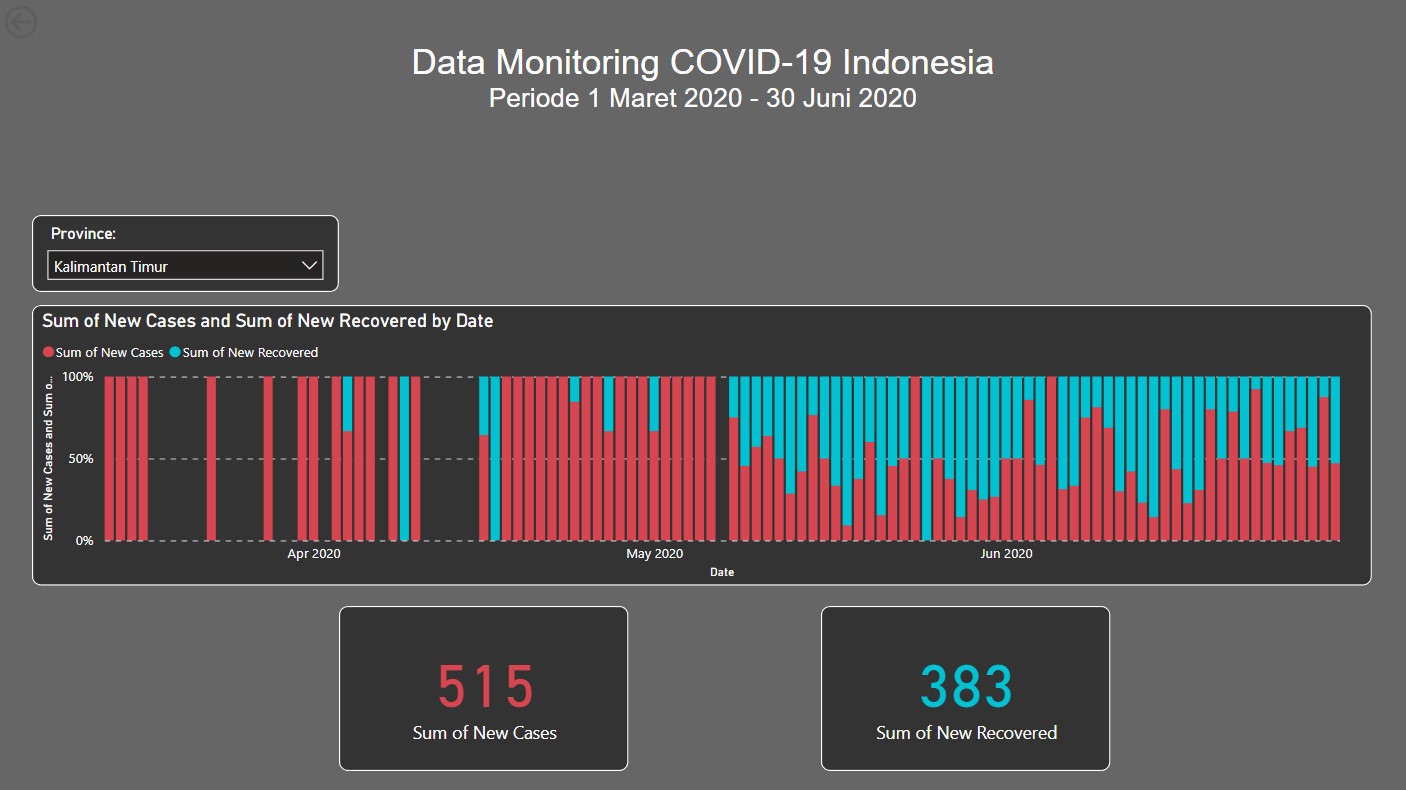 Data Monitoring COVID-19 Indonesia
Periode 1 Maret 2020 - 30 Juni 2020
Province:
Kalimantan Timur
Sum of New Cases and Sum of New Recovered by Date
Sum of New Cases Sum of New Recovered
Sum of New Cases and Sum o...
100%
50%
0%
Apr 2020 May 2020 Jun 2020
Date
515 383
Sum of New Cases Sum of New Recovered